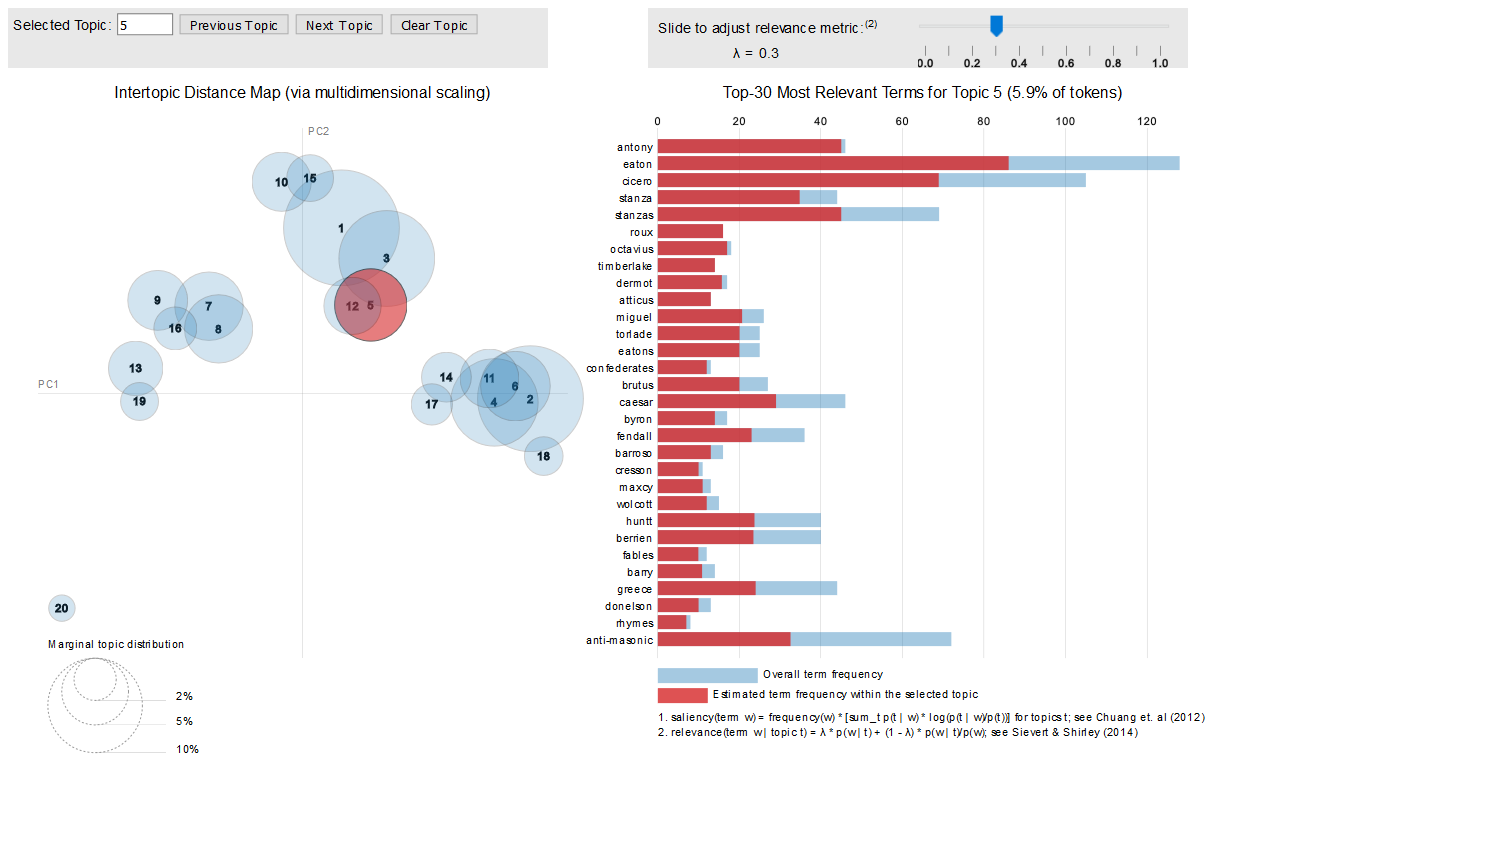 Selected Topic: 5 Previous Topic Next Topic Clear Topic
Slide to adjust relevance metric:(2)
λ = 0.3
0.0 0.2 0.4 0.6 0.8 1.0
Intertopic Distance Map (via multidimensional scaling)
PC2
PC1
10
15
1
3
12
5
9
7
16
8
13
19
14
11
6
17
4
2
18
20
Marginal topic distribution
2%
5%
10%
Top-30 Most Relevant Terms for Topic 5 (5.9% of tokens)
0 20 40 60 80 100 120
antony
eaton
cicero
stanza
stanzas
roux
octavius
timberlake
dermot
atticus
miguel
torlade
eatons
confederates
brutus
caesar
byron
fendall
barroso
cresson
maxcy
wolcott
huntt
berrien
fables
barry
greece
donelson
rhymes
anti-masonic
Overall term frequency
Estimated term frequency within the selected topic
1. saliency(term w) = frequency(w) * [sum_t p(t | w) * log(p(t | w)/p(t))] for topics t; see Chuang et. al (2012)
2. relevance(term w | topic t) = λ * p(w | t) + (1 - λ) * p(w | t)/p(w); see Sievert & Shirley (2014)